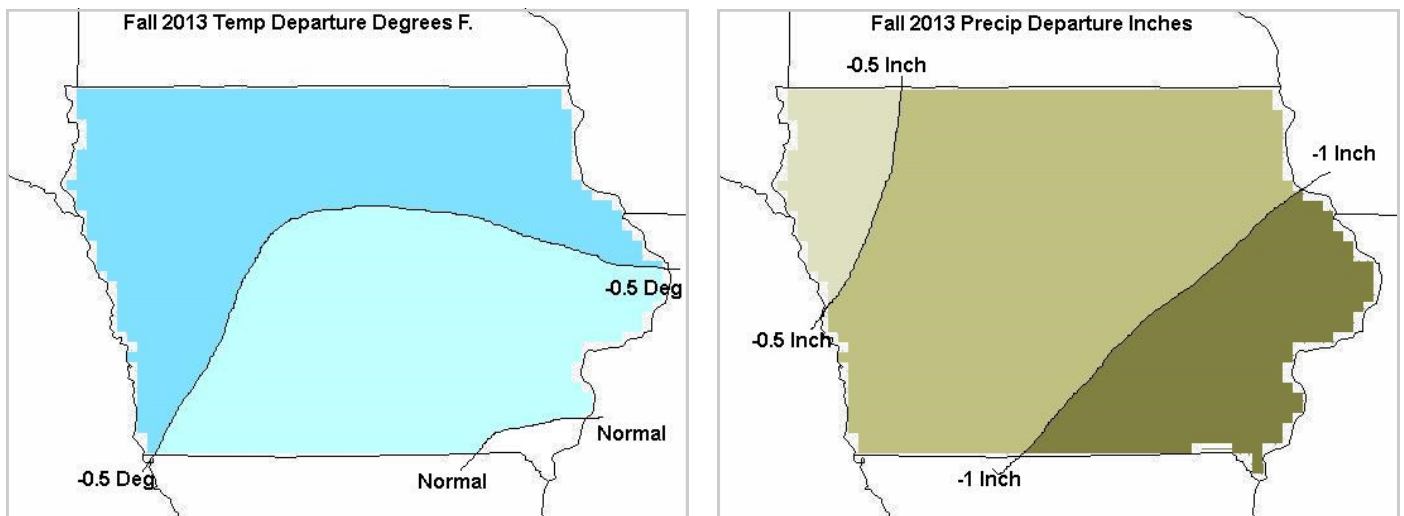 Fall 2013 Temp Departure Degrees F.
-0.5 Deg
Normal
-0.5 Deg
Normal
Fall 2013 Precip Departure Inches
-0.5 Inch
-1 Inch
-0.5 Inch
-1 Inch